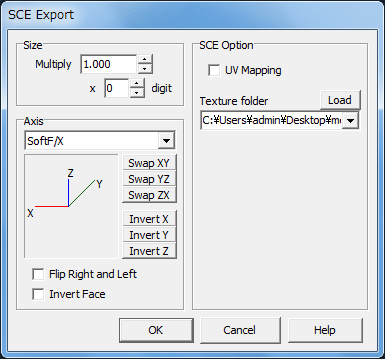 SCE Export
Size
Multiply 1.000
x 0 digit
Axis
SoftF/X
Z
Y
X
Swap XY
Swap YZ
Swap ZX
Invert X
Invert Y
Invert Z
Flip Right and Left
Invert Face
SCE Option
UV Mapping
Texture folder Load
C:¥Users¥admin¥Desktop¥m
OK Cancel Help